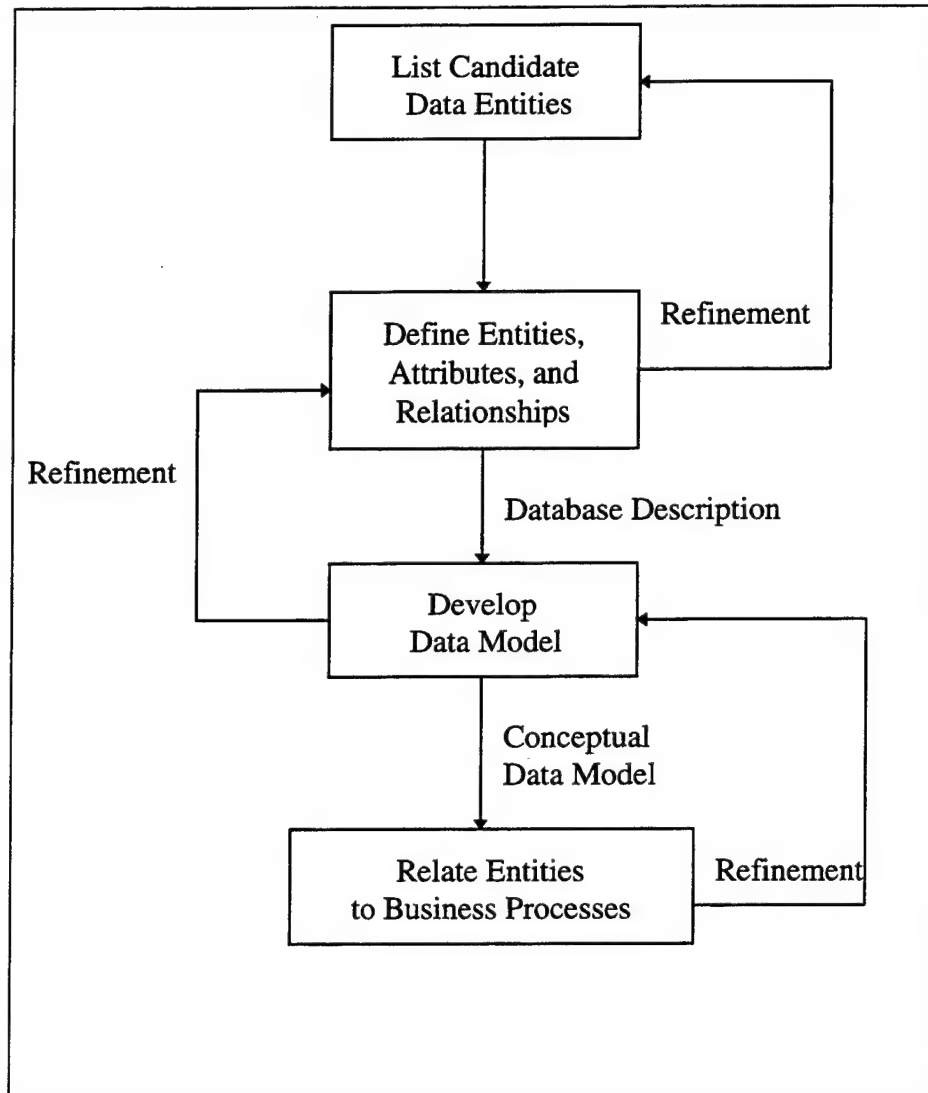 List Candidate
Data Entities
Refinement
Define Entities,
Attributes, and
Relationships
Refinement
Database Description
Develop
Data Model
Conceptual
Data Model
Relate Entities
to Business Processes
Refinement